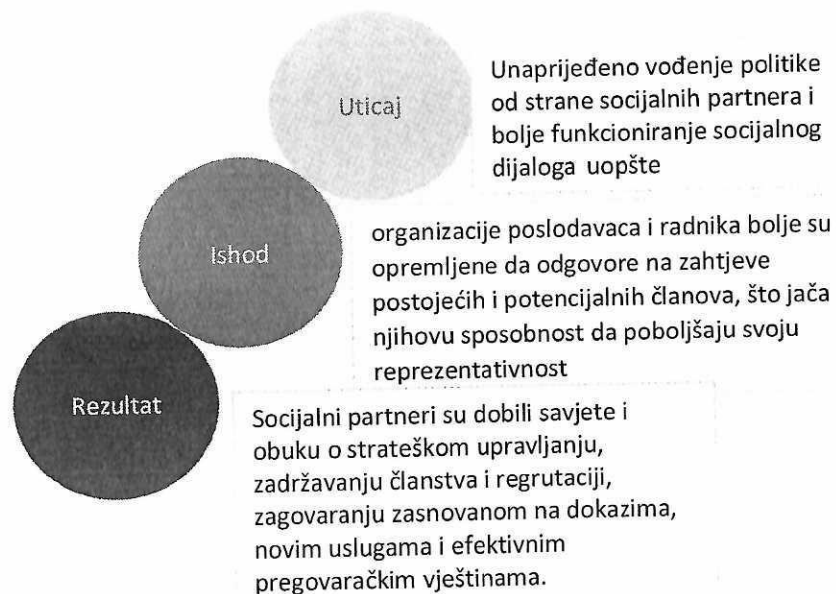 Uticaj
Unaprijeđeno vođenje politike
od strane socijalnih partnera i
bolje funkcioniranje socijalnog
dijaloga uopšte
Ishod
organizacije poslodavaca i radnika bolje su
opremljene da odgovore na zahtjeve
postojećih i potencijalnih članova, što jača
njihovu sposobnost da poboljšaju svoju
reprezentativnost
Rezultat
Socijalni partneri su dobili savjete i
obuku o strateškom upravljanju,
zadržavanju članstva i regrutaciji,
zagovaranju zasnovanom na dokazima,
novim uslugama i efektivnim
pregovaračkim vještinama.